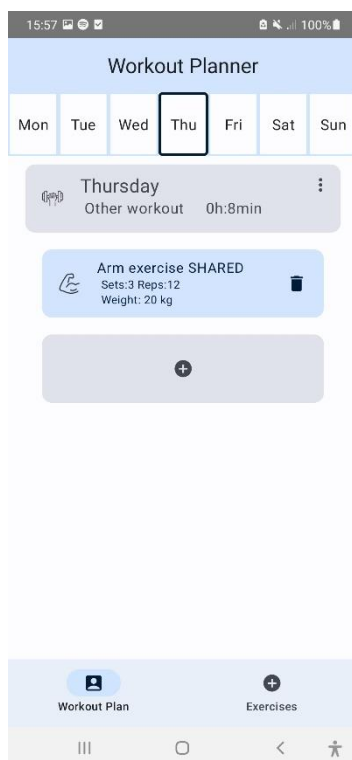 15:57 100%
Workout Planner
Mon Tue Wed Thu Fri Sat Sun
Thursday
Other workout 0h:8min
Arm exercise SHARED
Sets:3 Reps:12
Weight: 20 kg
Workout Plan Exercises